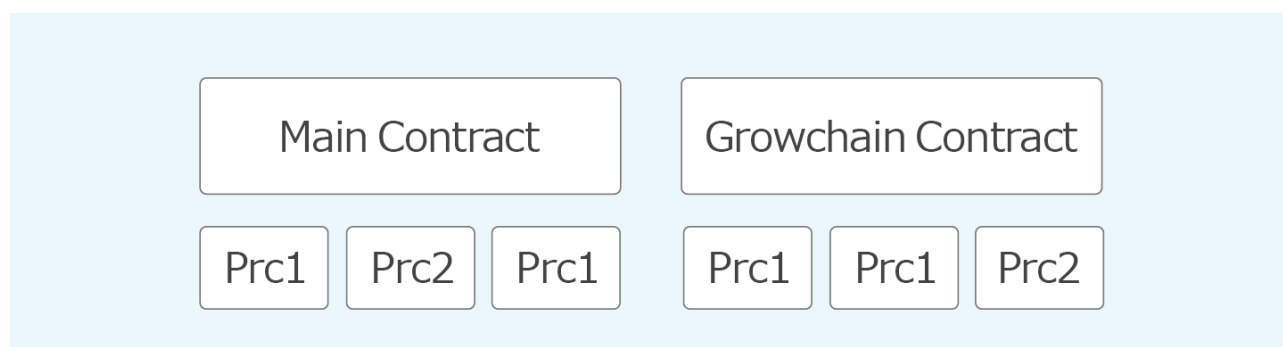 Main Contract
Growchain Contract
Prc1
Prc2
Prc1
Prc1
Prc1
Prc2